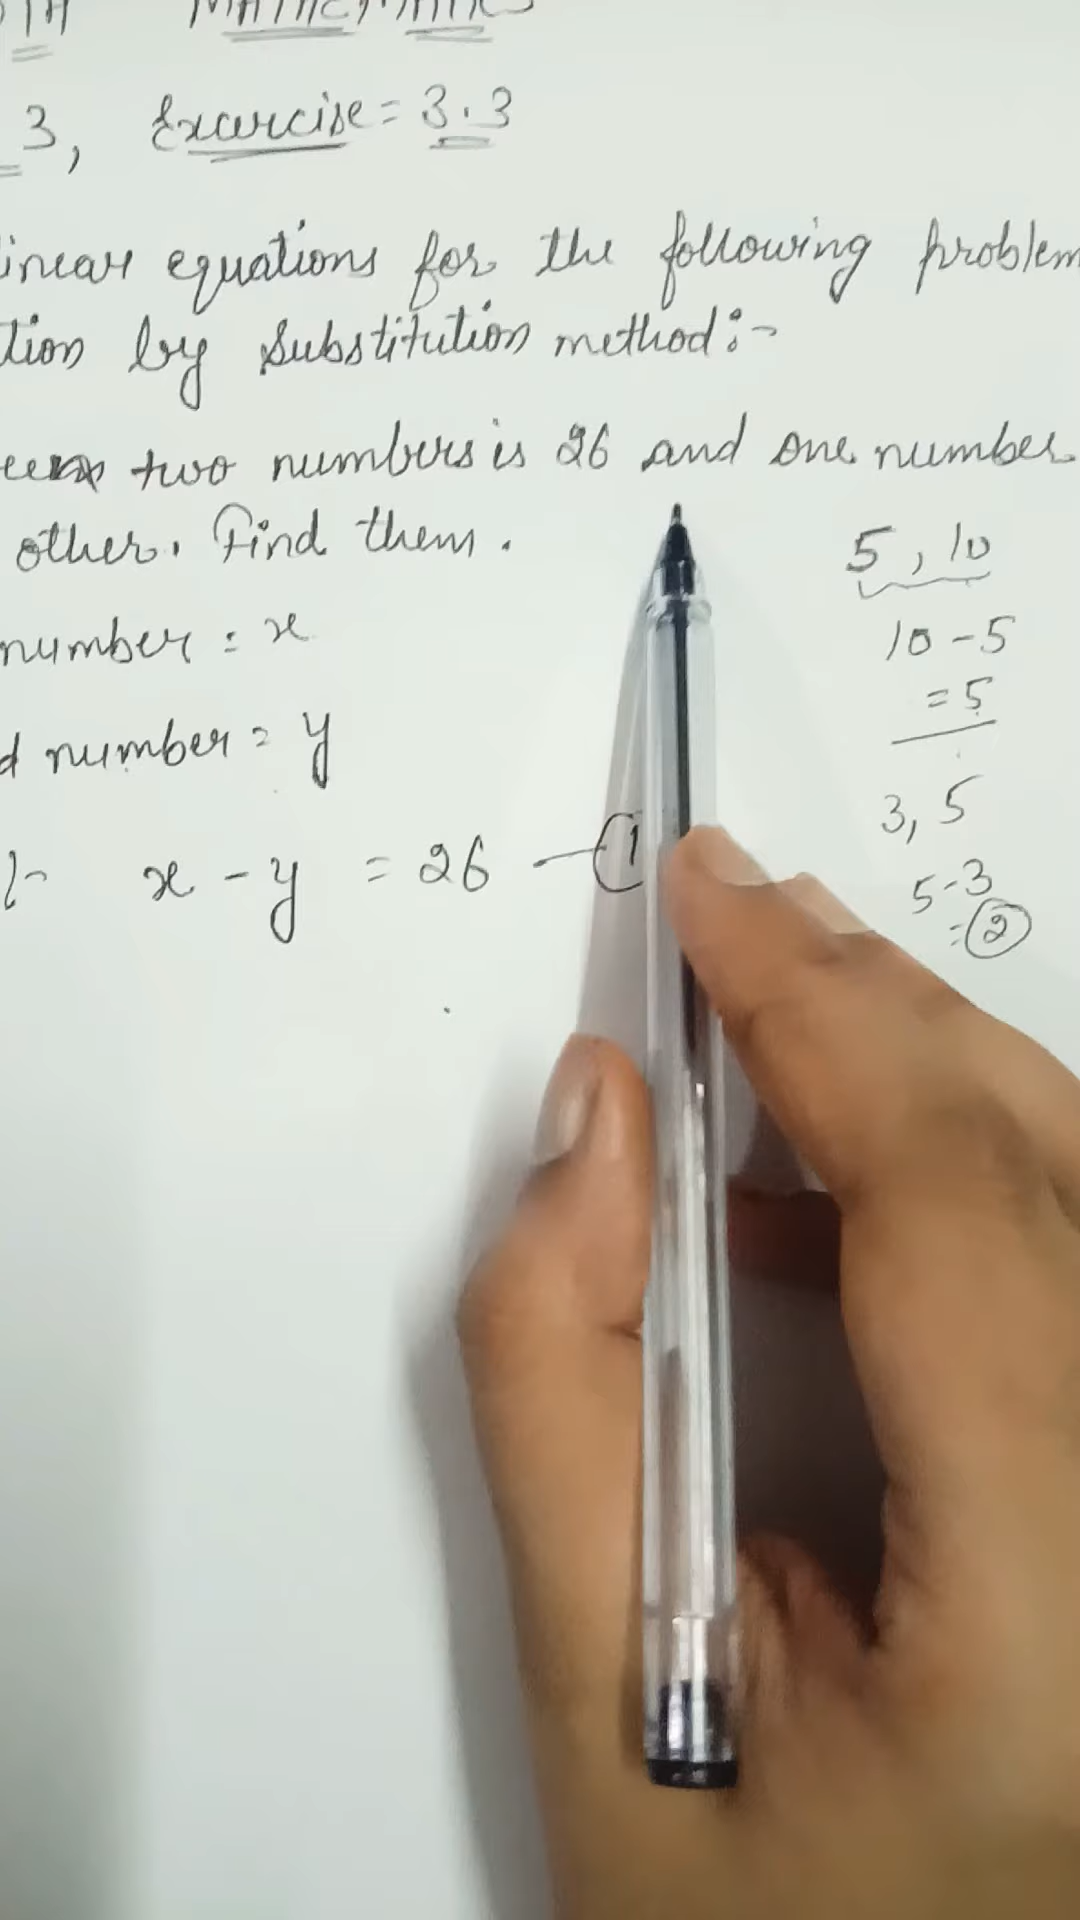 MATHEMATICS
3, Exercise = 3.3
linear equations for the following problem
tion by Substitution method :-
two numbers is 26 and one number
other. Find them.
5, 10
number = x
10 - 5
= 5
number = y
3, 5
x - y = 26 — 1
5-3
= 2